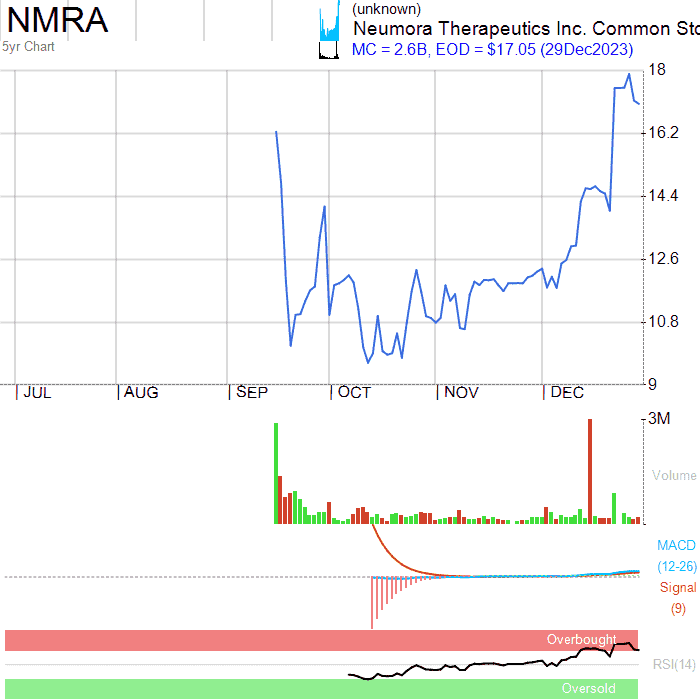 NMRA
5yr Chart
(unknown)
Neumora Therapeutics Inc. Common Sto
MC = 2.6B, EOD = $17.05 (29Dec2023)
18
16.2
14.4
12.6
10.8
9
JUL
AUG
SEP
OCT
NOV
DEC
3M
Volume
MACD
(12-26)
Signal
(9)
Overbought
RSI(14)
Oversold